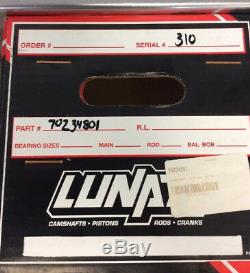 ORDER # SERIAL # 310
PART # 70234801 R.L.
BEARING SIZES MAIN ROD BAL. BOB
LUNAT
CAMSHAFTS • PISTONS RODS • CRANKS